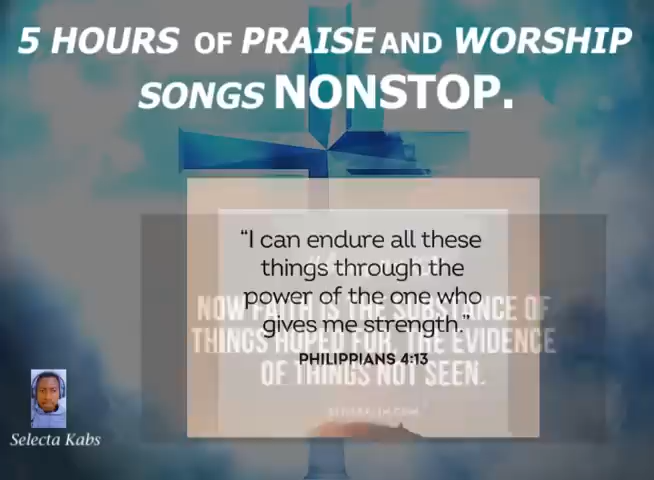 5 HOURS OF PRAISE AND WORSHIP
SONGS NONSTOP.
“I can endure all these
things through the
power of the one who
gives me strength.”
PHILIPPIANS 4:13
NOW FAITH IS THE SUBSTANCE OF
THINGS HOPED FOR, THE EVIDENCE
OF THINGS NOT SEEN.
Selecta Kabs